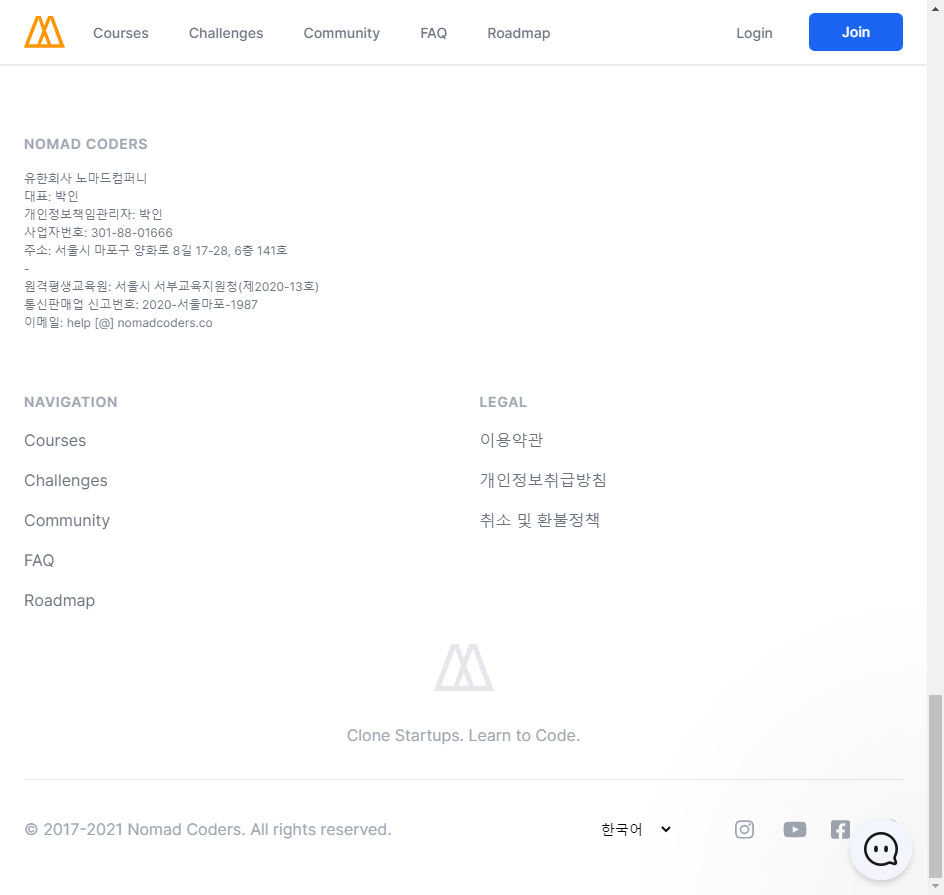 Courses
Challenges
Community
FAQ
Roadmap
Login
Join
NOMAD CODERS
유한회사 노마드컴퍼니
대표: 박인
개인정보책임관리자: 박인
사업자번호: 301-88-01666
주소: 서울시 마포구 양화로 8길 17-28, 6층 141호
-
원격평생교육원: 서울시 서부교육지원청(제2020-13호)
통신판매업 신고번호: 2020-서울마포-1987
이메일: help [@] nomadcoders.co
NAVIGATION
Courses
Challenges
Community
FAQ
Roadmap
LEGAL
이용약관
개인정보취급방침
취소 및 환불정책
Clone Startups. Learn to Code.
© 2017-2021 Nomad Coders. All rights reserved.
한국어